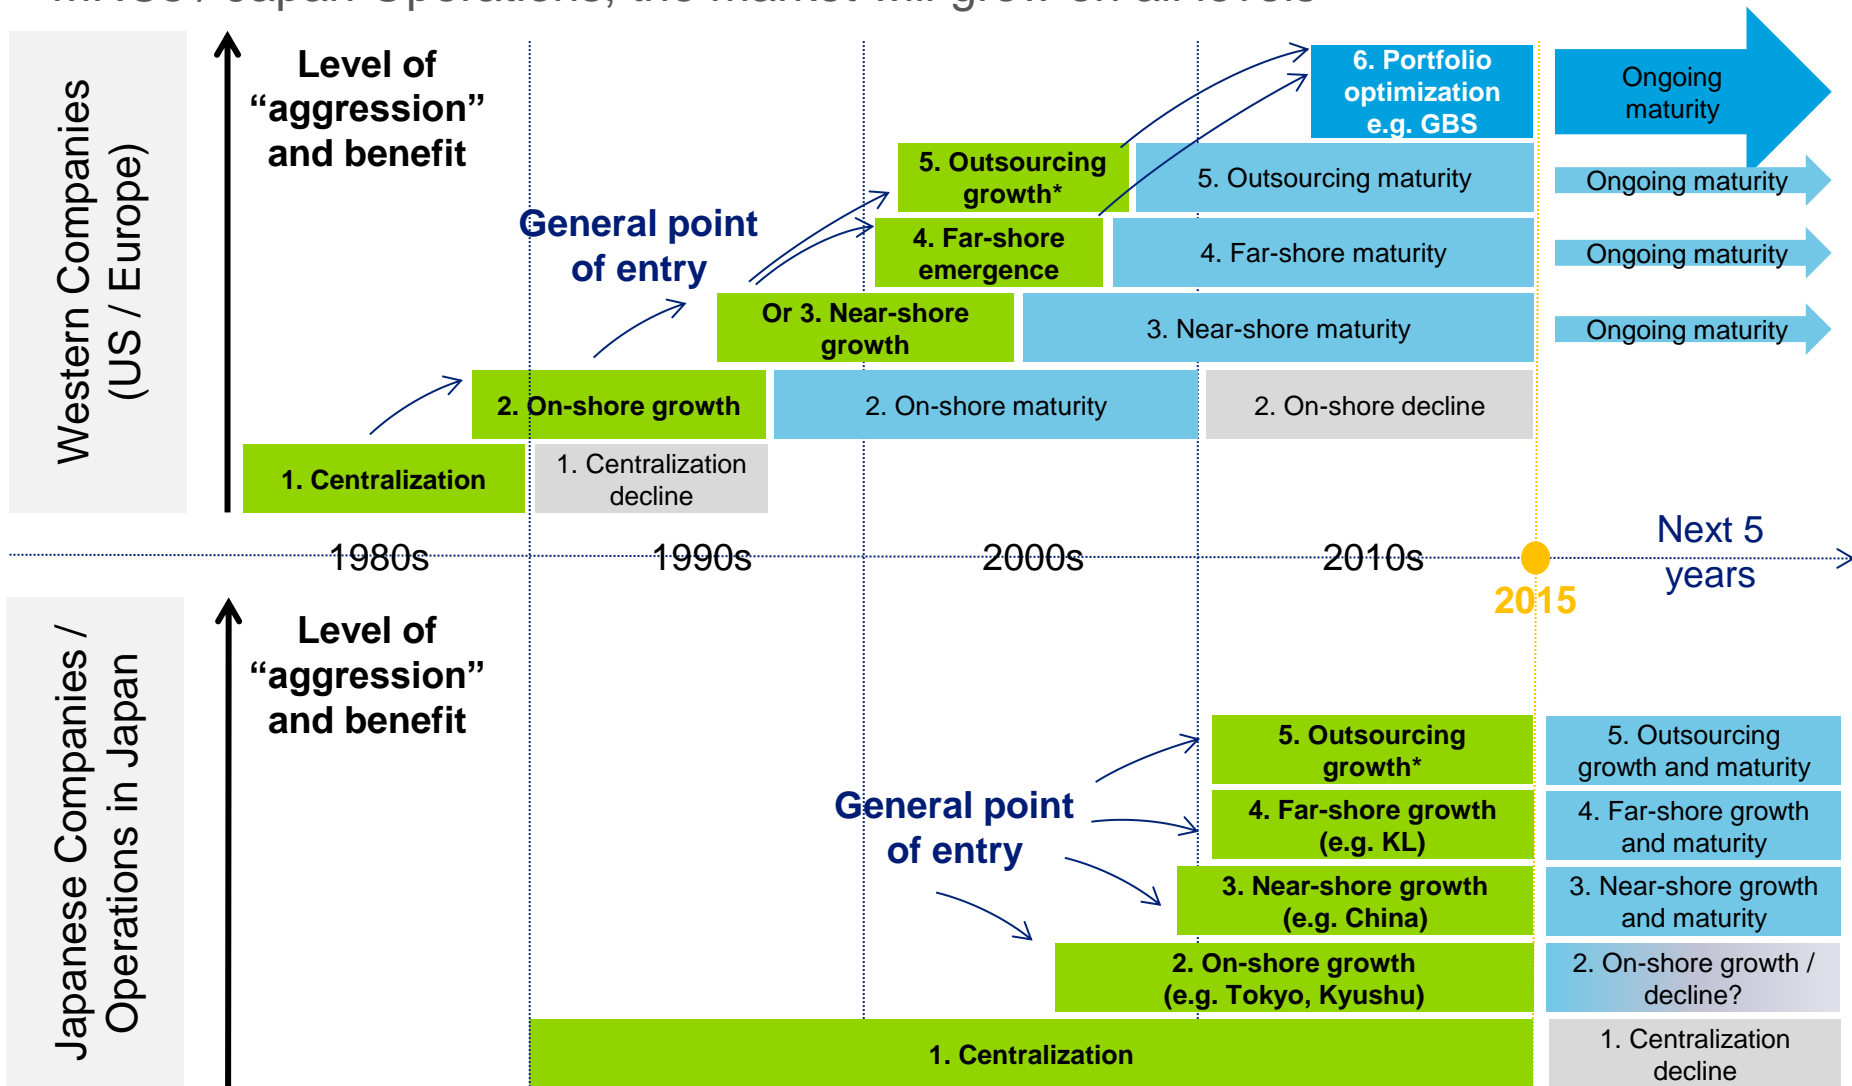 Western Companies
(US / Europe)
Level of
“aggression”
and benefit
6. Portfolio
optimization
e.g. GBS
Ongoing
maturity
5. Outsourcing
growth*
5. Outsourcing maturity
Ongoing maturity
General point
of entry
4. Far-shore
emergence
4. Far-shore maturity
Ongoing maturity
Or 3. Near-shore
growth
3. Near-shore maturity
Ongoing maturity
2. On-shore growth
2. On-shore maturity
2. On-shore decline
1. Centralization
1. Centralization
decline
1980s
1990s
2000s
2010s
2015
Next 5
years
Japanese Companies /
Operations in Japan
Level of
“aggression”
and benefit
General point
of entry
5. Outsourcing
growth*
5. Outsourcing
growth and maturity
4. Far-shore growth
(e.g. KL)
4. Far-shore growth
and maturity
3. Near-shore growth
(e.g. China)
3. Near-shore growth
and maturity
2. On-shore growth
(e.g. Tokyo, Kyushu)
2. On-shore growth /
decline?
1. Centralization
1. Centralization
decline